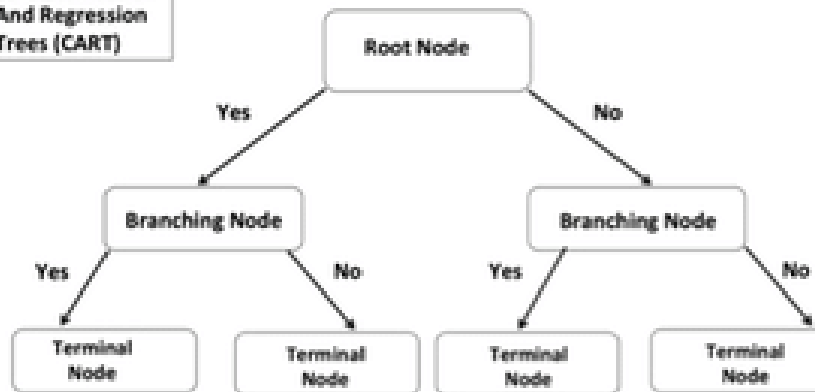 And Regression
Trees (CART)
Root Node
Yes
No
Branching Node
Branching Node
Yes
No
Yes
No
Terminal
Node
Terminal
Node
Terminal
Node
Terminal
Node